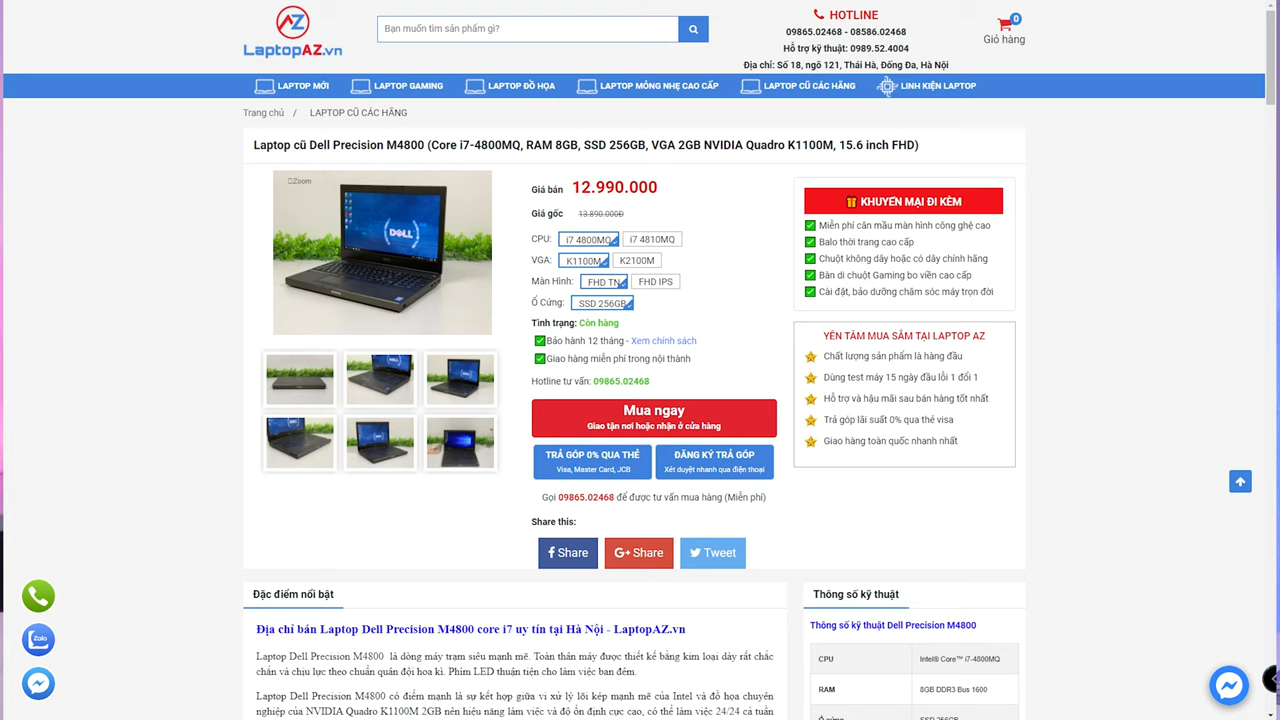 LaptopAZ.vn
Bạn muốn tìm sản phẩm gì?
HOTLINE
09865.02468 - 08586.02468
Hỗ trợ kỹ thuật: 0989.52.4004
Địa chỉ: Số 18, ngõ 121, Thái Hà, Đống Đa, Hà Nội
0
Giỏ hàng
LAPTOP MỚI
LAPTOP GAMING
LAPTOP ĐỒ HỌA
LAPTOP MỎNG NHẸ CAO CẤP
LAPTOP CŨ CÁC HÃNG
LINH KIỆN LAPTOP
Trang chủ / LAPTOP CŨ CÁC HÃNG
Laptop cũ Dell Precision M4800 (Core i7-4800MQ, RAM 8GB, SSD 256GB, VGA 2GB NVIDIA Quadro K1100M, 15.6 inch FHD)
Zoom
DELL
Giá bán 12.990.000
Giá gốc 13.890.000Đ
CPU: i7 4800MQ i7 4810MQ
VGA: K1100M K2100M
Màn Hình: FHD TN FHD IPS
Ổ Cứng: SSD 256GB
Tình trạng: Còn hàng
Bảo hành 12 tháng - Xem chính sách
Giao hàng miễn phí trong nội thành
Hotline tư vấn: 09865.02468
Mua ngay
Giao tận nơi hoặc nhận ở cửa hàng
TRẢ GÓP 0% QUA THẺ
Visa, Master Card, JCB
ĐĂNG KÝ TRẢ GÓP
Xét duyệt nhanh qua điện thoại
Gọi 09865.02468 để được tư vấn mua hàng (Miễn phí)
Share this:
Share
G+ Share
Tweet
KHUYẾN MẠI ĐI KÈM
Miễn phí cân mầu màn hình công nghệ cao
Balo thời trang cao cấp
Chuột không dây hoặc có dây chính hãng
Bàn di chuột Gaming bo viền cao cấp
Cài đặt, bảo dưỡng chăm sóc máy trọn đời
YÊN TÂM MUA SẮM TẠI LAPTOP AZ
Chất lượng sản phẩm là hàng đầu
Dùng test máy 15 ngày đầu lỗi 1 đổi 1
Hỗ trợ và hậu mãi sau bán hàng tốt nhất
Trả góp lãi suất 0% qua thẻ visa
Giao hàng toàn quốc nhanh nhất
Zalo
Đặc điểm nổi bật
Địa chỉ bán Laptop Dell Precision M4800 core i7 uy tín tại Hà Nội - LaptopAZ.vn
Laptop Dell Precision M4800 là dòng máy trạm siêu mạnh mẽ. Toàn thân máy được thiết kế bằng kim loại dày rất chắc
chắn và chịu lực theo chuẩn quân đội hoa kì. Phím LED thuận tiện cho làm việc ban đêm.
Laptop Dell Precision M4800 có điểm mạnh là sự kết hợp giữa vi xử lý lõi kép mạnh mẽ của Intel và đồ họa chuyên
nghiệp của NVIDIA Quadro K1100M 2GB nên hiệu năng làm việc và độ ổn định cực cao, có thể làm việc 24/24 cả tuần
Thông số kỹ thuật
Thông số kỹ thuật Dell Precision M4800
CPU Intel® Core™ i7-4800MQ
RAM 8GB DDR3 Bus 1600
Ổ cứng SSD 256GB